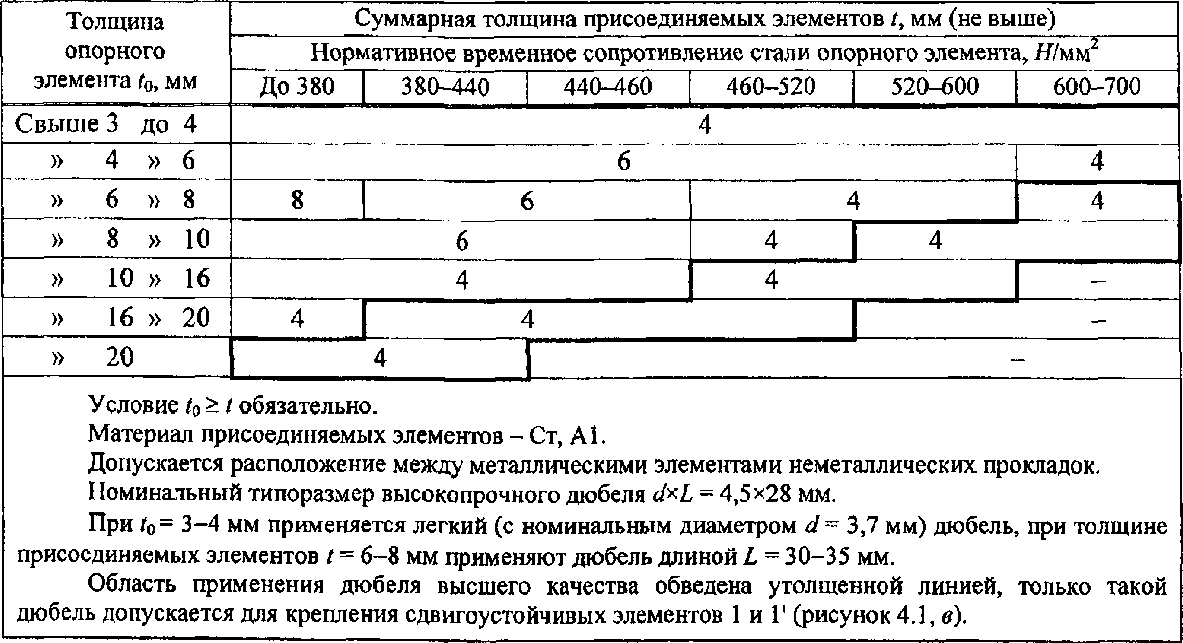 Толщина
опорного
элемента t₀, мм
Суммарная толщина присоединяемых элементов t, мм (не выше)
Нормативное временное сопротивление стали опорного элемента, Н/мм²
До 380 380–440 440–460 460–520 520–600 600–700
Свыше 3 до 4 4
» 4 » 6 6 4
» 6 » 8 8 6 4 4
» 8 » 10 6 4 4
» 10 » 16 4 4 –
» 16 » 20 4 4 –
» 20 4 –
Условие t₀ ≥ t обязательно.
Материал присоединяемых элементов – Ст, А1.
Допускается расположение между металлическими элементами неметаллических прокладок.
Номинальный типоразмер высокопрочного дюбеля d×L = 4,5×28 мм.
При t₀ = 3–4 мм применяется легкий (с номинальным диаметром d = 3,7 мм) дюбель, при толщине
присоединяемых элементов t = 6–8 мм применяют дюбель длиной L = 30–35 мм.
Область применения дюбеля высшего качества обведена утолщенной линией, только такой
дюбель допускается для крепления сдвигоустойчивых элементов 1 и 1' (рисунок 4.1, в).